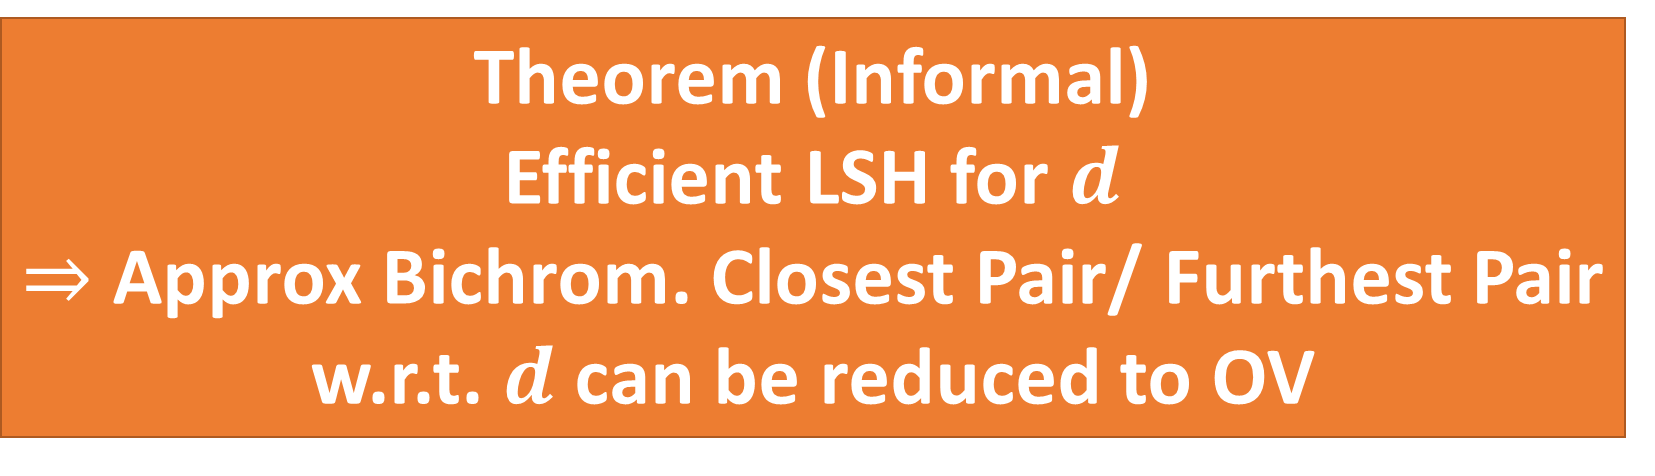 Theorem (Informal)
Efficient LSH for 𝒅
⇒ Approx Bichrom. Closest Pair/ Furthest Pair
w.r.t. 𝒅 can be reduced to OV